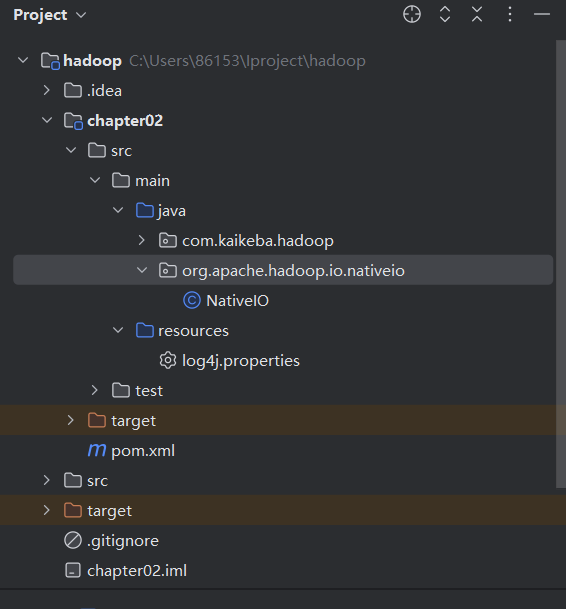 Project
hadoop C:\Users\86153\Iproject\hadoop
.idea
chapter02
src
main
java
com.kaikeba.hadoop
org.apache.hadoop.io.nativeio
NativeIO
resources
log4j.properties
test
target
pom.xml
src
target
.gitignore
chapter02.iml